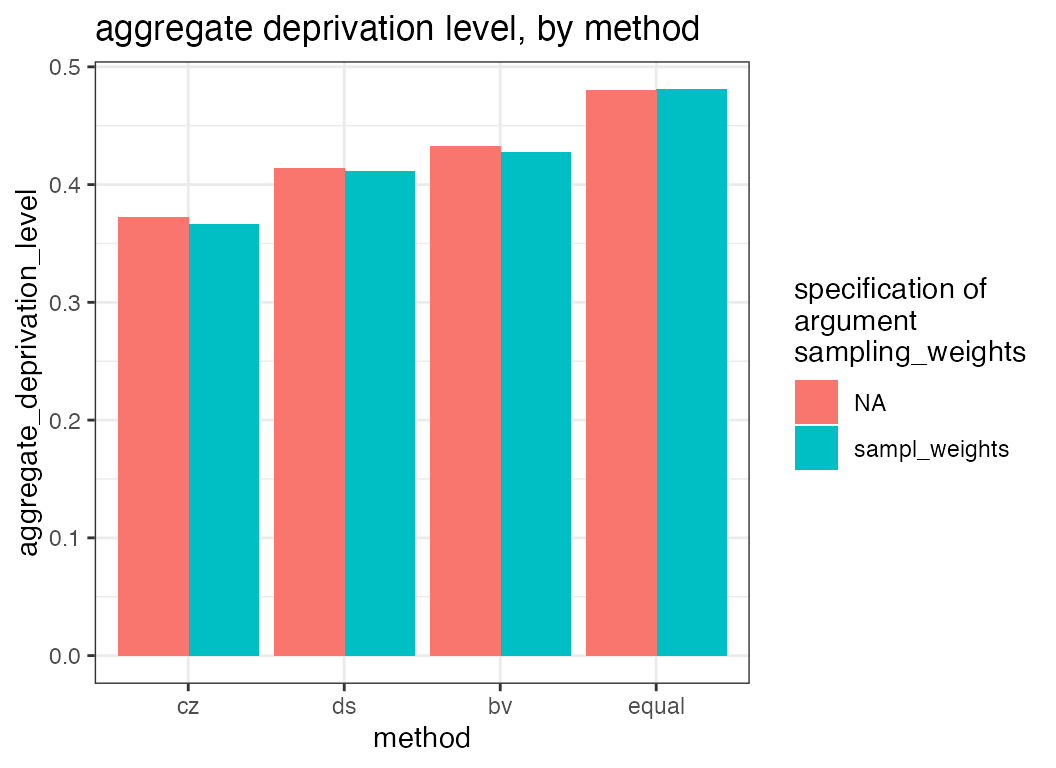 aggregate deprivation level, by method
aggregate_deprivation_level
0.5
0.4
0.3
0.2
0.1
0.0
cz
ds
bv
equal
method
specification of
argument
sampling_weights
NA
sampl_weights